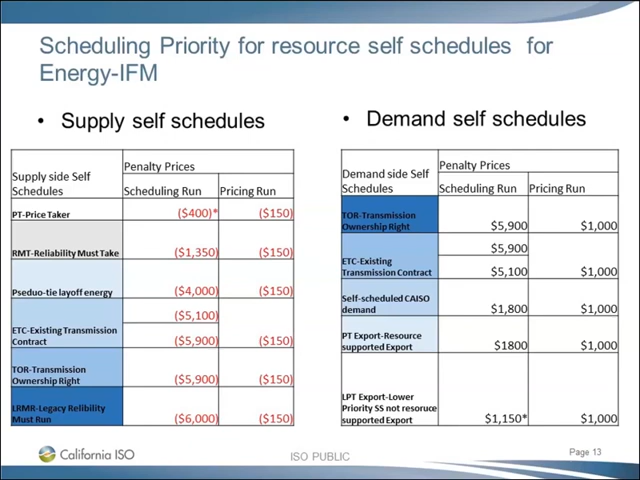 Scheduling Priority for resource self schedules for
Energy-IFM
• Supply self schedules
Supply side Self
Schedules
Penalty Prices
Scheduling Run
Pricing Run
PT-Price Taker
($400)*
($150)
RMT-Reliability Must Take
($1,350)
($150)
Pseduo-tie layoff energy
($4,000)
($150)
ETC-Existing Transmission
Contract
($5,100)
($5,900)
($150)
TOR-Transmission
Ownership Right
($5,900)
($150)
LRMR-Legacy Relibility
Must Run
($6,000)
($150)
• Demand self schedules
Demand side Self
Schedules
Penalty Prices
Scheduling Run
Pricing Run
TOR-Transmission
Ownership Right
$5,900
$1,000
ETC-Existing
Transmission Contract
$5,900
$5,100
$1,000
Self-scheduled CAISO
demand
$1,800
$1,000
PT Export-Resource
supported Export
$1800
$1,000
LPT Export-Lower
Priority SS not resoruce
supported Export
$1,150*
$1,000
California ISO
ISO PUBLIC
Page 13